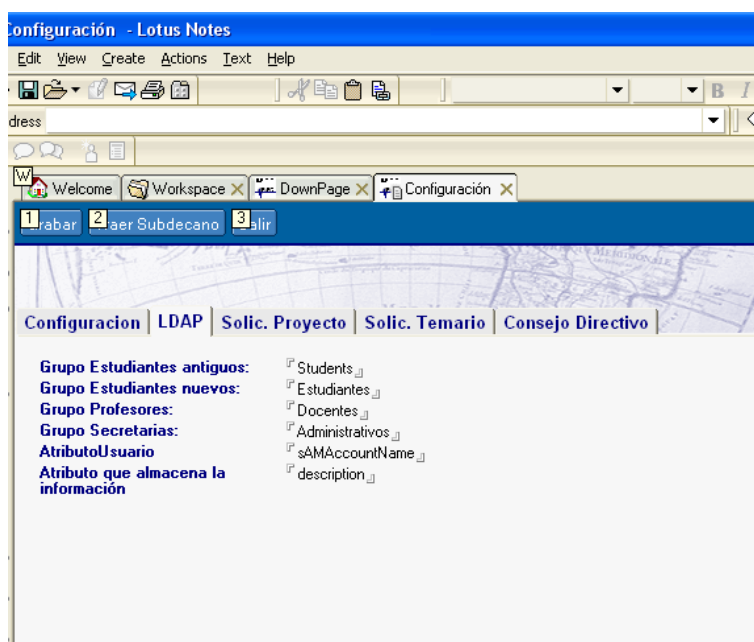 Configuración - Lotus Notes
Edit View Create Actions Text Help
B I
dress
W
Welcome Workspace DownPage Configuración
1 rabar 2 aer Subdecano 3 alir
Configuracion LDAP Solic. Proyecto Solic. Temario Consejo Directivo
Grupo Estudiantes antiguos: Students
Grupo Estudiantes nuevos: Estudiantes
Grupo Profesores: Docentes
Grupo Secretarias: Administrativos
AtributoUsuario sAMAccountName
Atributo que almacena la description
información